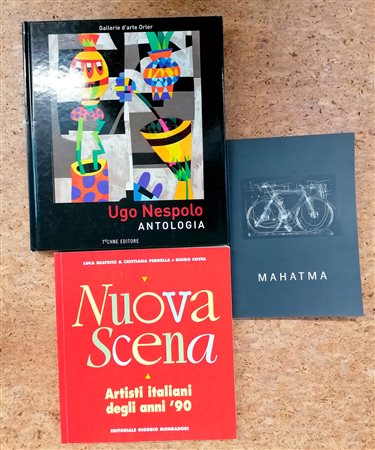 Gallerie d'arte Orler
Ugo Nespolo
ANTOLOGIA
TECHNE EDITORE
MAHATMA
LUCA BEATRICE & CRISTIANA PERRELLA • GUIDO COSTA
Nuova
Scena
Artisti italiani
degli anni '90
EDITORIALE GIORGIO MONDADORI